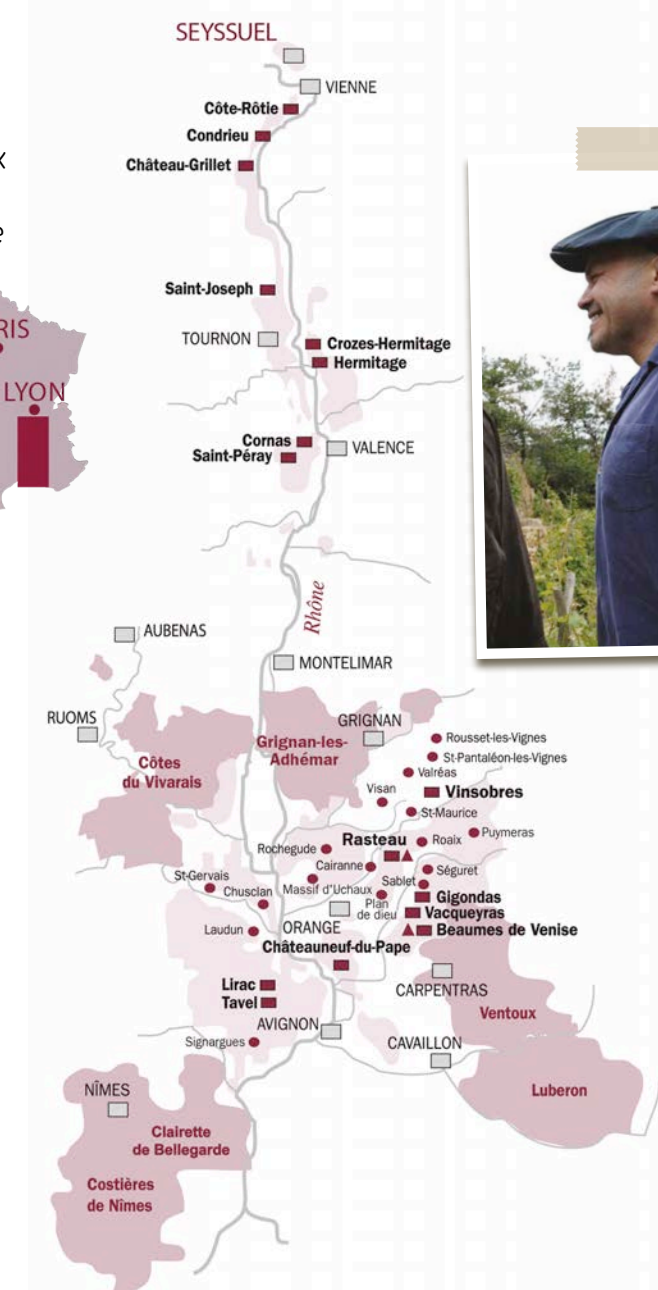 SEYSSUEL
VIENNE
Côte-Rôtie
Condrieu
Château-Grillet
RIS
LYON
Saint-Joseph
TOURNON
Crozes-Hermitage
Hermitage
Cornas
Saint-Péray
VALENCE
Rhône
AUBENAS
MONTELIMAR
RUOMS
GRIGNAN
Grignan-les-
Adhémar
Côtes
du Vivarais
Rousset-les-Vignes
St-Pantaléon-les-Vignes
Valréas
Visan
Vinsobres
St-Maurice
Puymeras
Rasteau
Roaix
Rochegude
Cairanne
Séguret
St-Gervais
Massif d'Uchaux
Sablet
Chusclan
Plan
de dieu
Gigondas
Vacqueyras
Laudun
ORANGE
Beaumes de Venise
Châteauneuf-du-Pape
Lirac
Tavel
CARPENTRAS
Ventoux
AVIGNON
Signargues
CAVAILLON
Luberon
NÎMES
Clairette
de Bellegarde
Costières
de Nîmes